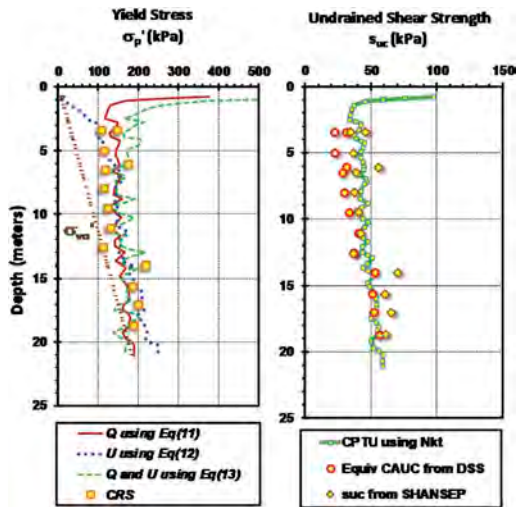 Yield Stress
σp' (kPa)
0 100 200 300 400 500
Depth (meters)
0
5
10
15
20
25
σvo'
Q using Eq(11)
U using Eq(12)
Q and U using Eq(13)
CRS
Undrained Shear Strength
suc (kPa)
0 50 100 150
0
5
10
15
20
25
CPTU using Nkt
Equiv CAUC from DSS
suc from SHANSEP